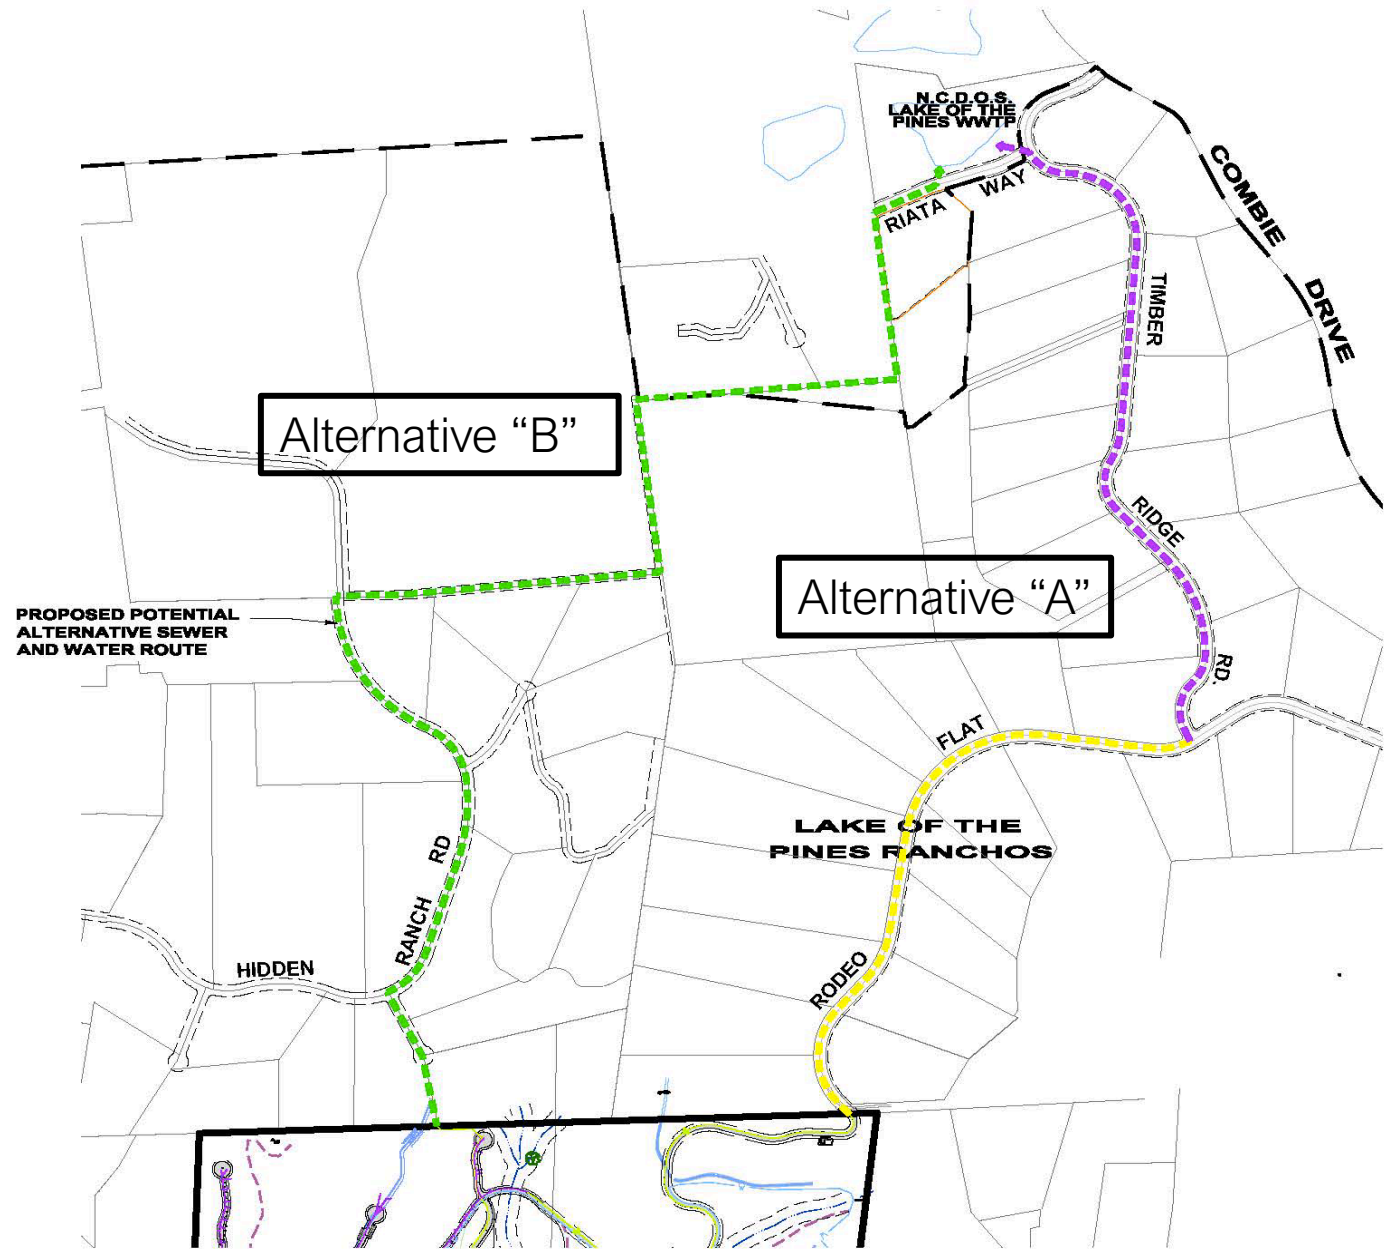 N.C.D.O.S.
LAKE OF THE
PINES WWTP
COMBIE
DRIVE
RIATA
WAY
TIMBER
RIDGE
RD.
Alternative “B”
Alternative “A”
PROPOSED POTENTIAL
ALTERNATIVE SEWER
AND WATER ROUTE
FLAT
RODEO
LAKE OF THE
PINES RANCHOS
RD
RANCH
HIDDEN